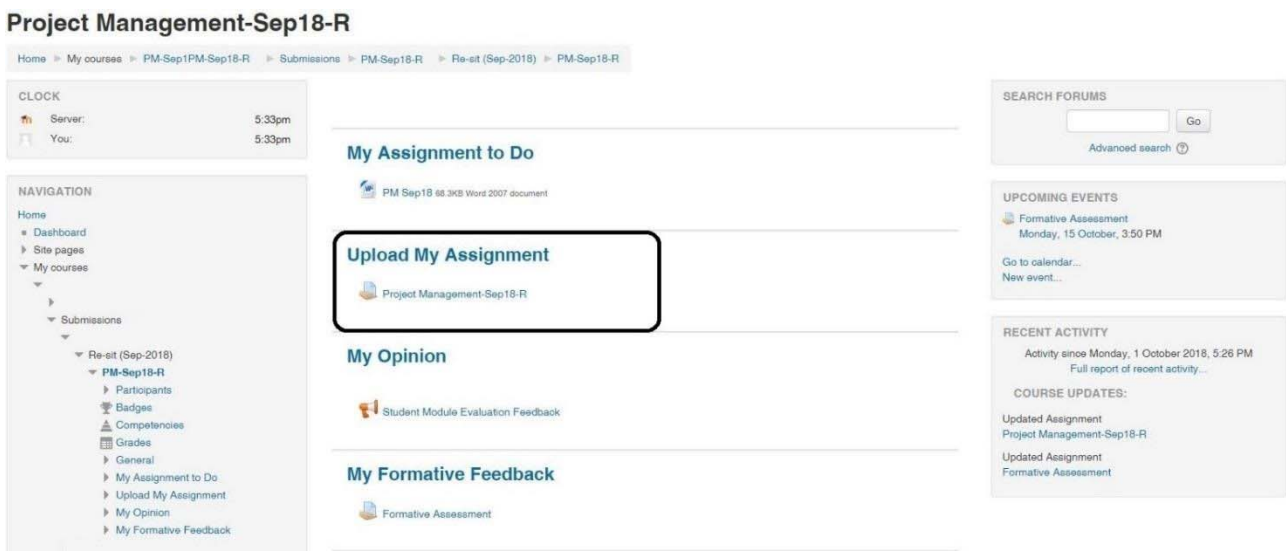 Project Management-Sep18-R
Home My courses PM-Sep1PM-Sep18-R Submissions PM-Sep18-R Re-sit (Sep-2018) PM-Sep18-R
CLOCK
Server: 5:33pm
You: 5:33pm
NAVIGATION
Home
Dashboard
Site pages
My courses
Submissions
Re-sit (Sep-2018)
PM-Sep18-R
Participants
Badges
Competencies
Grades
General
My Assignment to Do
Upload My Assignment
My Opinion
My Formative Feedback
My Assignment to Do
PM Sep18 68.3KB Word 2007 document
Upload My Assignment
Project Management-Sep18-R
My Opinion
Student Module Evaluation Feedback
My Formative Feedback
Formative Assessment
SEARCH FORUMS
Go
Advanced search ?
UPCOMING EVENTS
Formative Assessment
Monday, 15 October, 3:50 PM
Go to calendar...
New event...
RECENT ACTIVITY
Activity since Monday, 1 October 2018, 5:26 PM
Full report of recent activity...
COURSE UPDATES:
Updated Assignment
Project Management-Sep18-R
Updated Assignment
Formative Assessment